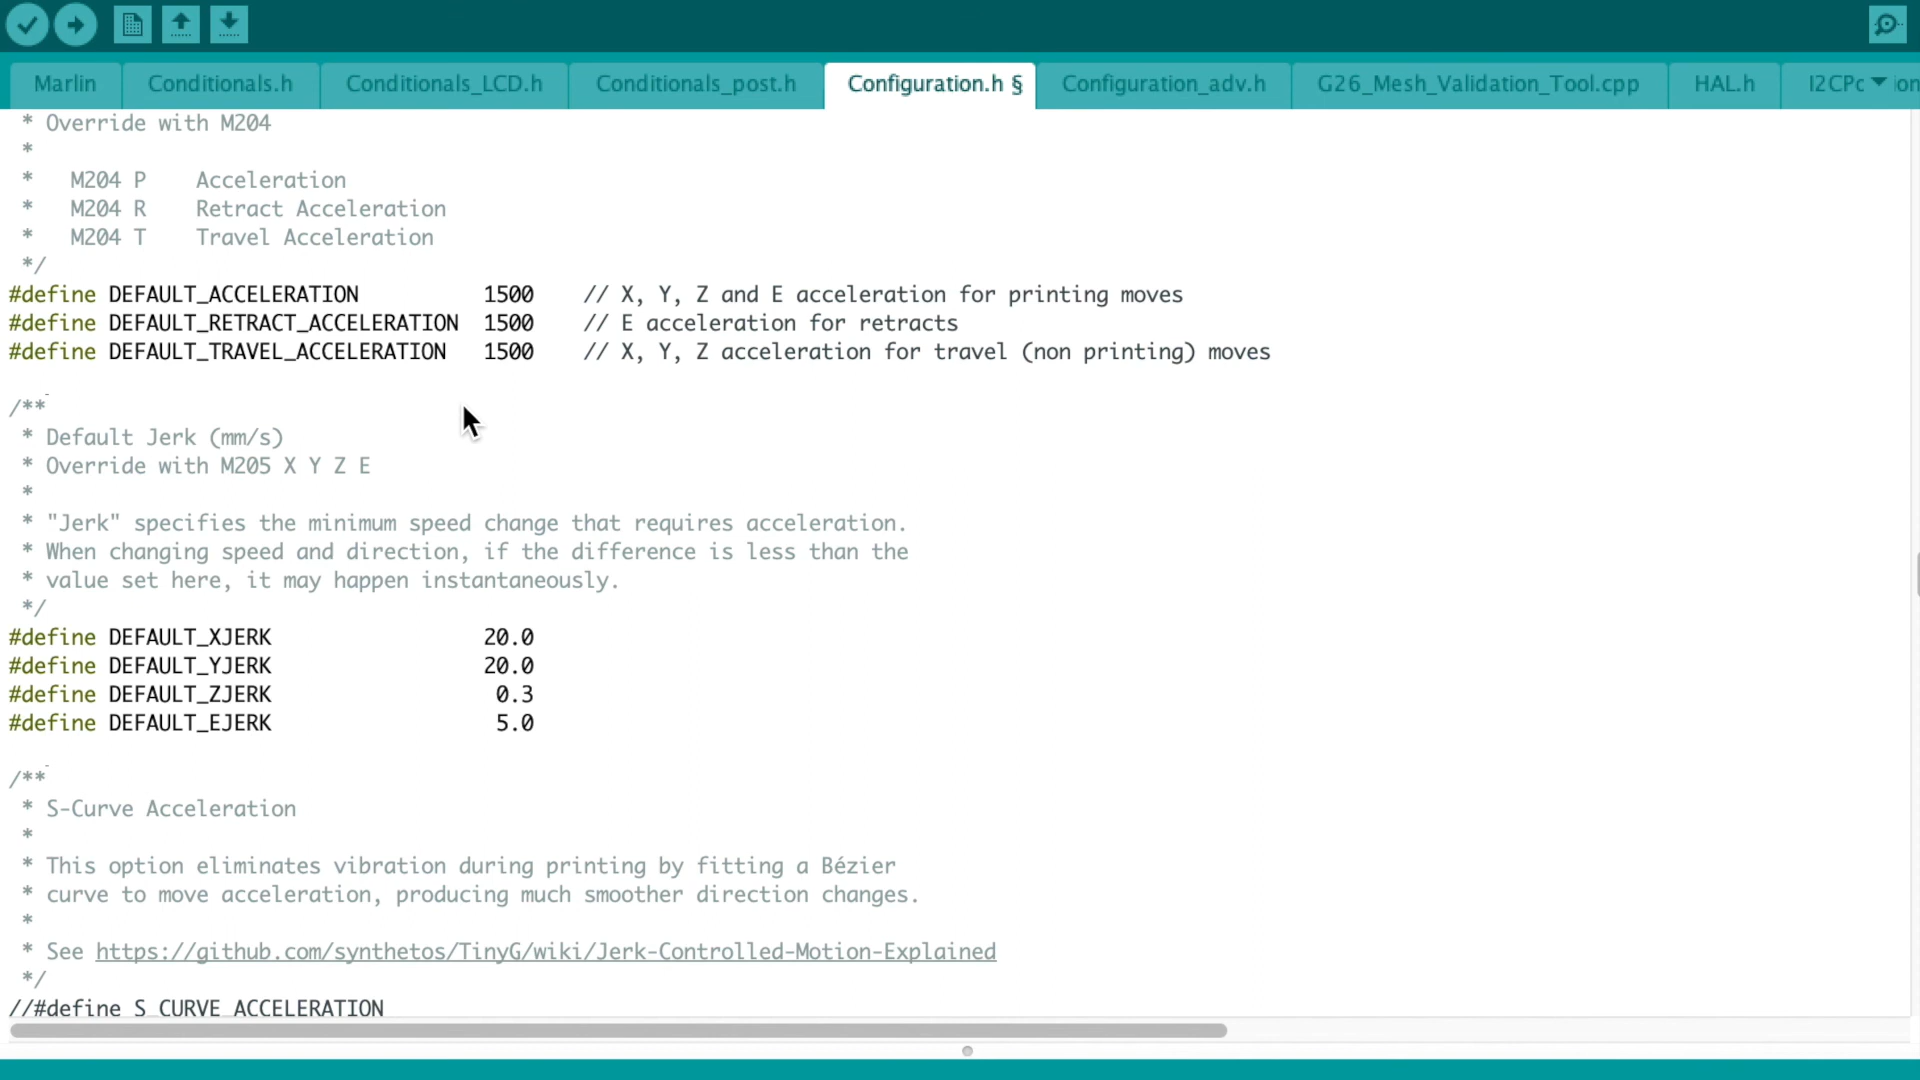 Marlin Conditionals.h Conditionals_LCD.h Conditionals_post.h Configuration.h § Configuration_adv.h G26_Mesh_Validation_Tool.cpp HAL.h I2CPc ion
* Override with M204
*
* M204 P Acceleration
* M204 R Retract Acceleration
* M204 T Travel Acceleration
*/
#define DEFAULT_ACCELERATION 1500 // X, Y, Z and E acceleration for printing moves
#define DEFAULT_RETRACT_ACCELERATION 1500 // E acceleration for retracts
#define DEFAULT_TRAVEL_ACCELERATION 1500 // X, Y, Z acceleration for travel (non printing) moves
/**
* Default Jerk (mm/s)
* Override with M205 X Y Z E
*
* "Jerk" specifies the minimum speed change that requires acceleration.
* When changing speed and direction, if the difference is less than the
* value set here, it may happen instantaneously.
*/
#define DEFAULT_XJERK 20.0
#define DEFAULT_YJERK 20.0
#define DEFAULT_ZJERK 0.3
#define DEFAULT_EJERK 5.0
/**
* S-Curve Acceleration
*
* This option eliminates vibration during printing by fitting a Bézier
* curve to move acceleration, producing much smoother direction changes.
*
* See https://github.com/synthetos/TinyG/wiki/Jerk-Controlled-Motion-Explained
*/
//#define S_CURVE_ACCELERATION